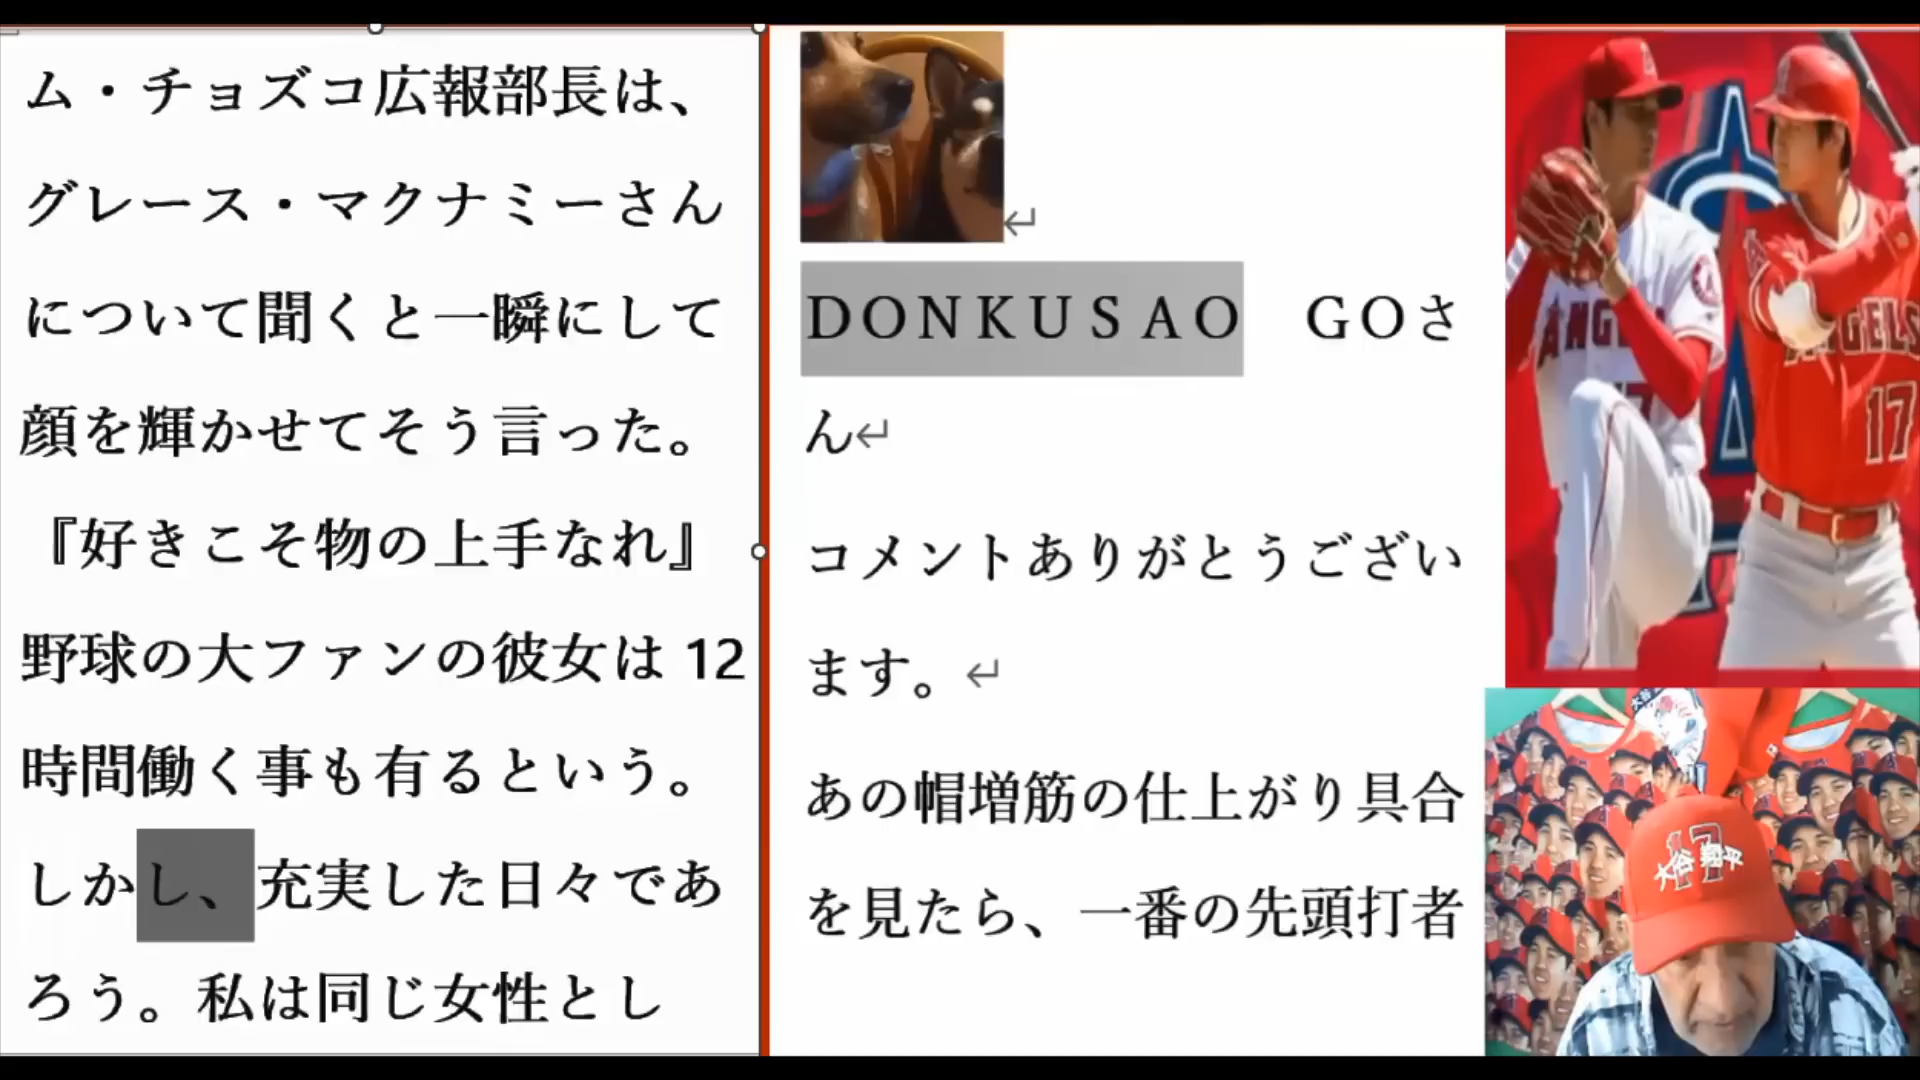 ム・チョズコ広報部長は、
グレース・マクナミーさん
について聞くと一瞬にして
顔を輝かせてそう言った。
『好きこそ物の上手なれ』
野球の大ファンの彼女は 12
時間働く事も有るという。
しかし、充実した日々であ
ろう。私は同じ女性とし
ＤＯＮＫＵＳＡＯ　ＧＯさ
ん
コメントありがとうござい
ます。
あの帽増筋の仕上がり具合
を見たら、一番の先頭打者
ANGELS
17
17
大谷翔平